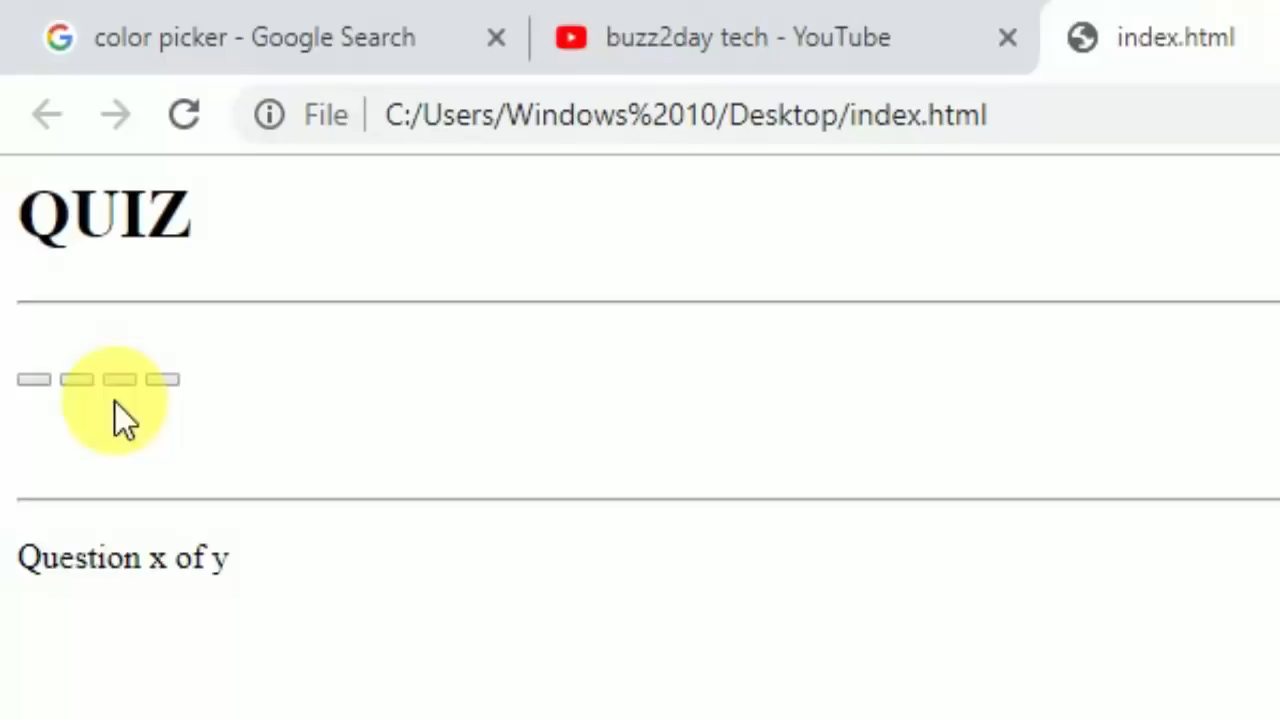 color picker - Google Search
buzz2day tech - YouTube
index.html
File
C:/Users/Windows%2010/Desktop/index.html
QUIZ
Question x of y